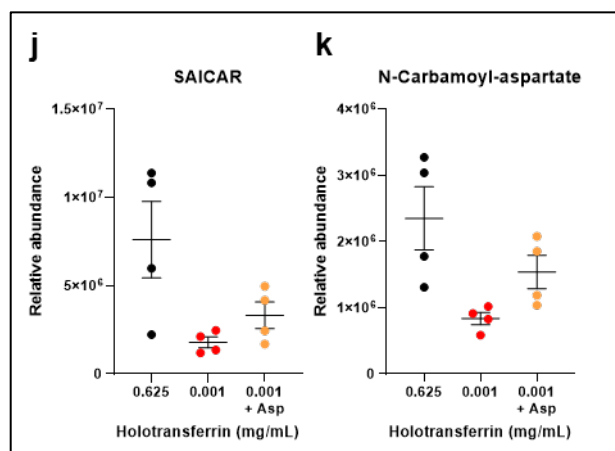 j
SAICAR
Relative abundance
1.5×10⁷
1×10⁷
5×10⁶
0
0.625
0.001
0.001
+ Asp
Holotransferrin (mg/mL)
k
N-Carbamoyl-aspartate
Relative abundance
4×10⁶
3×10⁶
2×10⁶
1×10⁶
0
0.625
0.001
0.001
+ Asp
Holotransferrin (mg/mL)